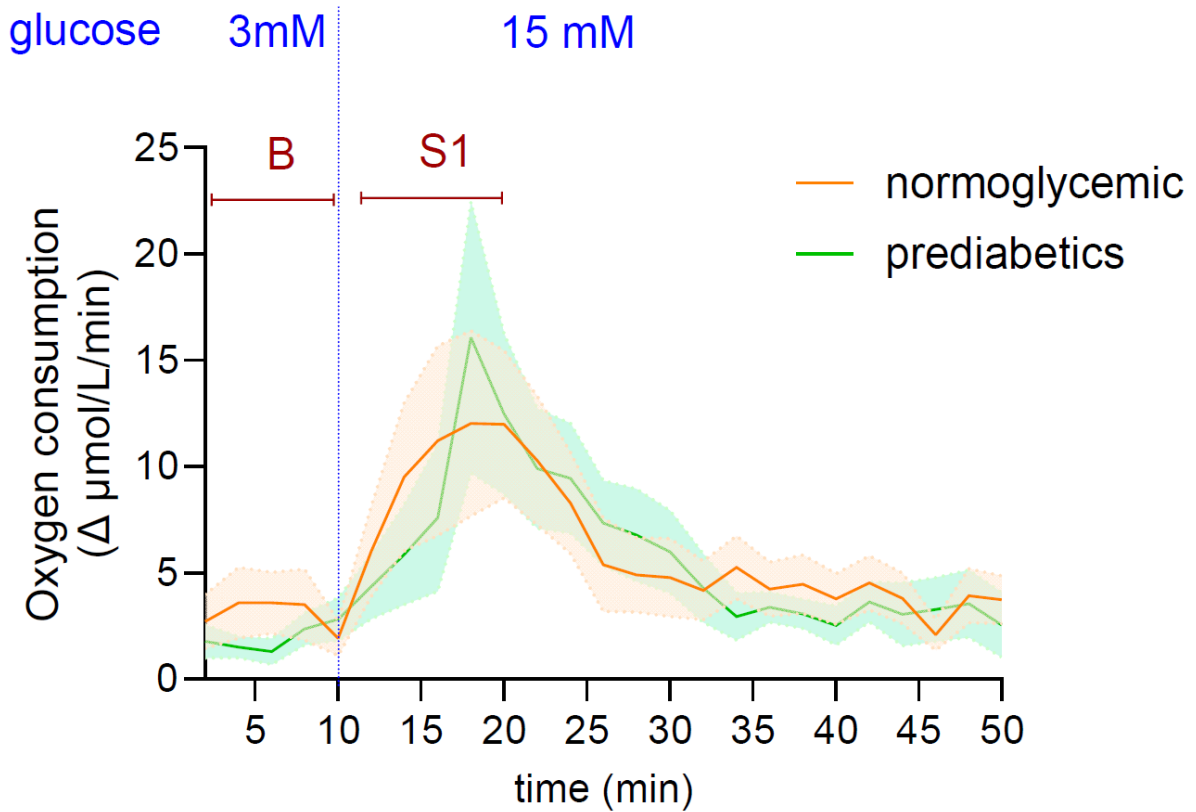 glucose 3mM 15 mM
B S1
normoglycemic
prediabetics
Oxygen consumption
(Δ µmol/L/min)
25
20
15
10
5
0
5 10 15 20 25 30 35 40 45 50
time (min)